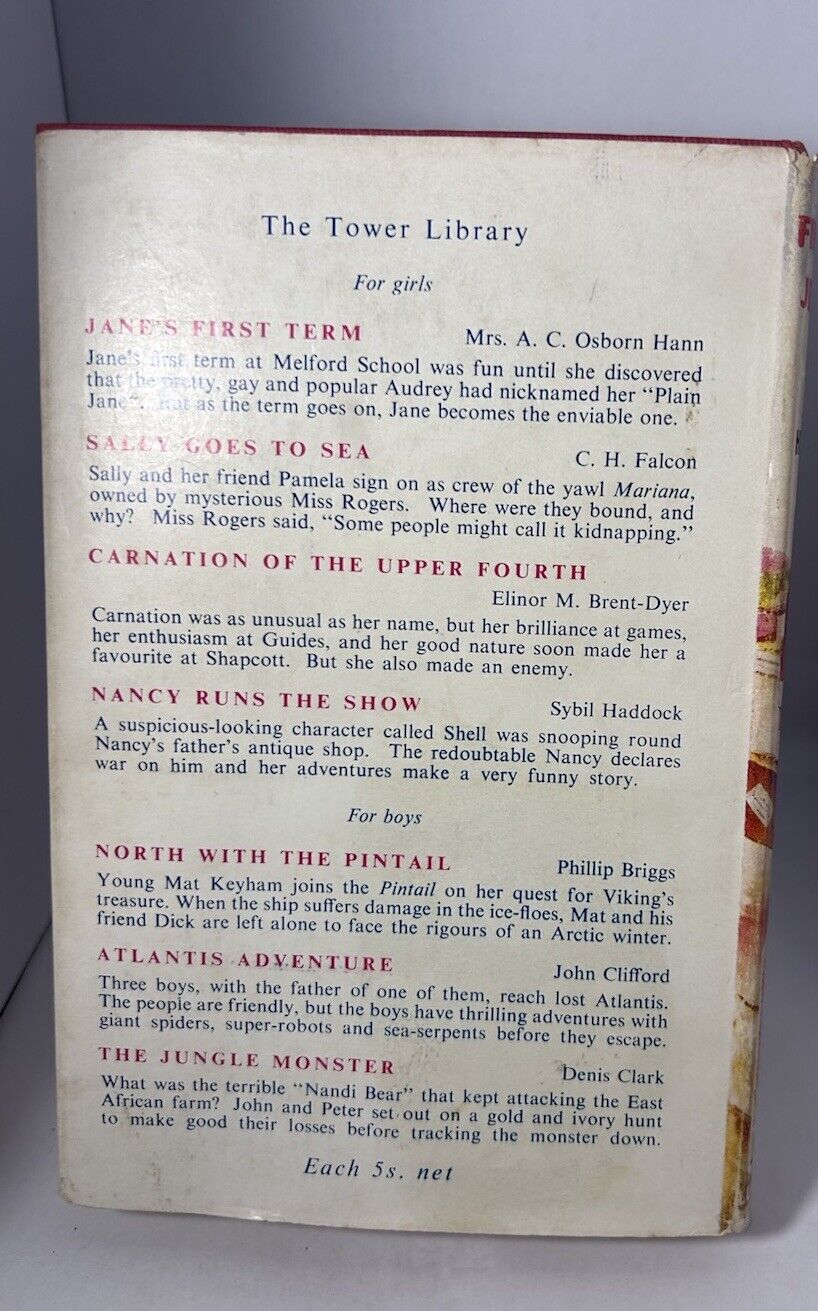 The Tower Library
For girls
JANE'S FIRST TERM Mrs. A. C. Osborn Hann
Jane's first term at Melford School was fun until she discovered
that the pretty, gay and popular Audrey had nicknamed her "Plain
Jane". But as the term goes on, Jane becomes the enviable one.
SALLY GOES TO SEA C. H. Falcon
Sally and her friend Pamela sign on as crew of the yawl Mariana,
owned by mysterious Miss Rogers. Where were they bound, and
why? Miss Rogers said, "Some people might call it kidnapping."
CARNATION OF THE UPPER FOURTH
Elinor M. Brent-Dyer
Carnation was as unusual as her name, but her brilliance at games,
her enthusiasm at Guides, and her good nature soon made her a
favourite at Shapcott. But she also made an enemy.
NANCY RUNS THE SHOW Sybil Haddock
A suspicious-looking character called Shell was snooping round
Nancy's father's antique shop. The redoubtable Nancy declares
war on him and her adventures make a very funny story.
For boys
NORTH WITH THE PINTAIL Phillip Briggs
Young Mat Keyham joins the Pintail on her quest for Viking's
treasure. When the ship suffers damage in the ice-floes, Mat and his
friend Dick are left alone to face the rigours of an Arctic winter.
ATLANTIS ADVENTURE John Clifford
Three boys, with the father of one of them, reach lost Atlantis.
The people are friendly, but the boys have thrilling adventures with
giant spiders, super-robots and sea-serpents before they escape.
THE JUNGLE MONSTER Denis Clark
What was the terrible "Nandi Bear" that kept attacking the East
African farm? John and Peter set out on a gold and ivory hunt
to make good their losses before tracking the monster down.
Each 5s. net